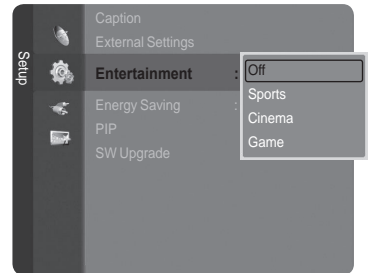 Setup
Caption
External Settings
Entertainment :
Off
Sports
Cinema
Game
Energy Saving :
PIP
SW Upgrade